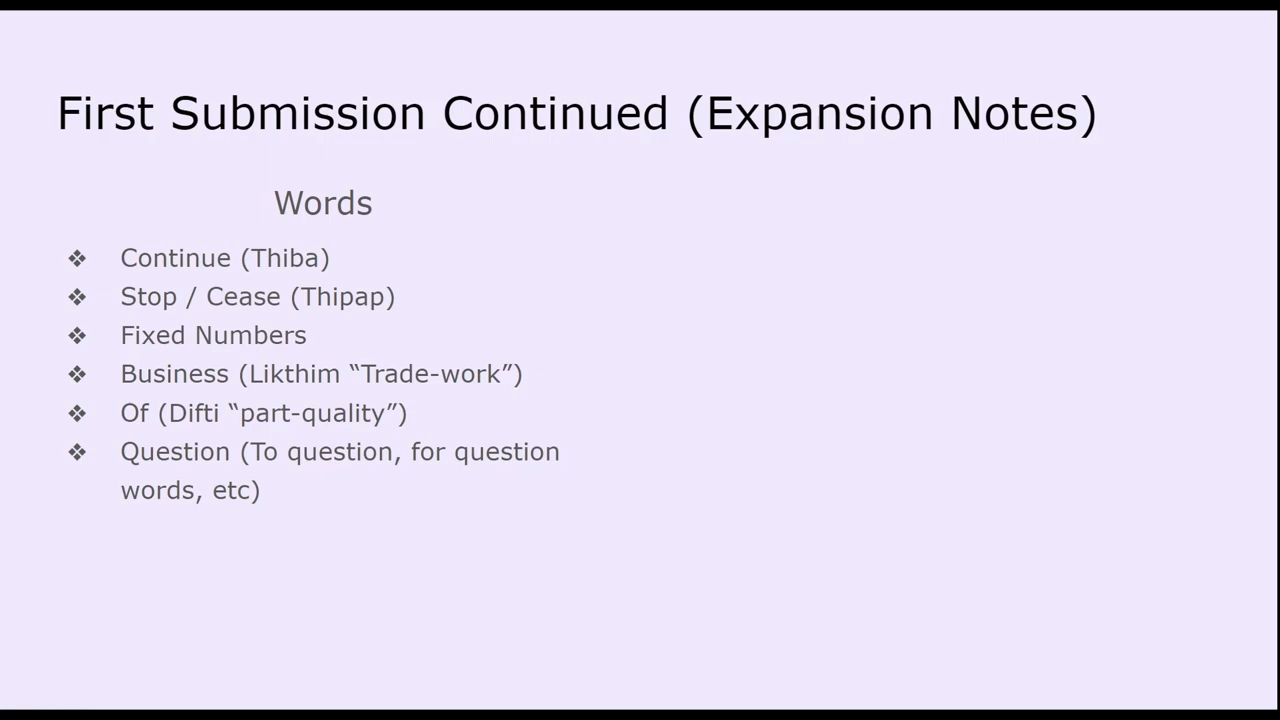 First Submission Continued (Expansion Notes)
Words
❖ Continue (Thiba)
❖ Stop / Cease (Thipap)
❖ Fixed Numbers
❖ Business (Likthim “Trade-work”)
❖ Of (Difti “part-quality”)
❖ Question (To question, for question
words, etc)